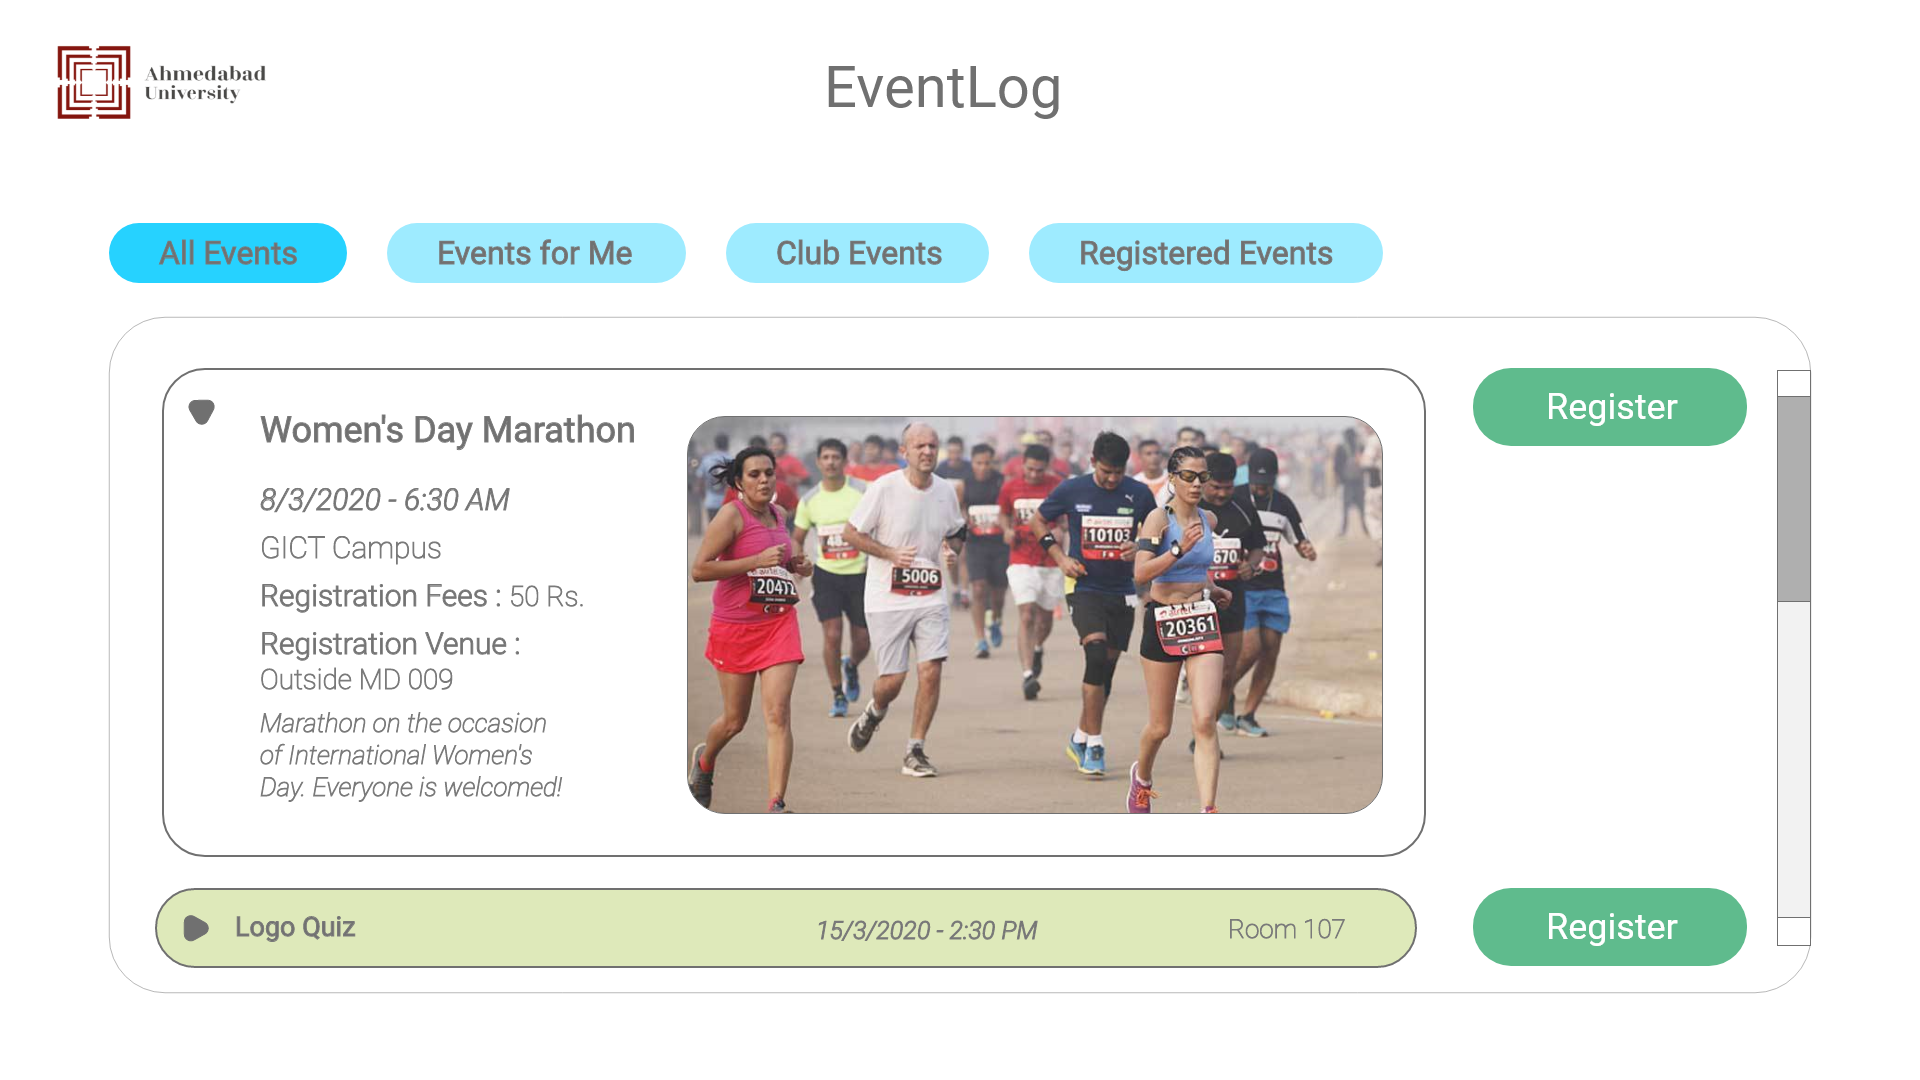 Ahmedabad
University
EventLog
All Events
Events for Me
Club Events
Registered Events
Women's Day Marathon
8/3/2020 - 6:30 AM
GICT Campus
Registration Fees : 50 Rs.
Registration Venue :
Outside MD 009
Marathon on the occasion
of International Women's
Day. Everyone is welcomed!
20472
5006
10103
20361
airtel
670
Register
Logo Quiz
15/3/2020 - 2:30 PM
Room 107
Register